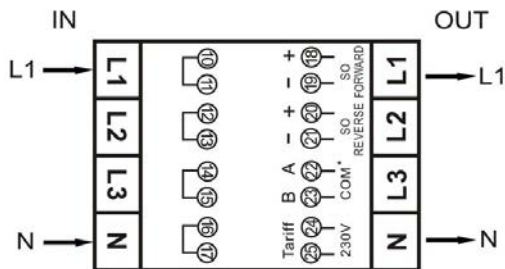 IN
OUT
L1
L1
L2
L3
N
N
10
11
12
13
14
15
16
17
+ 18
- 19
SO FORWARD
+ 20
- 21
SO REVERSE
A 22
B 23
COM*
Tariff
24
25
230V
L1
L2
L3
N
L1
N